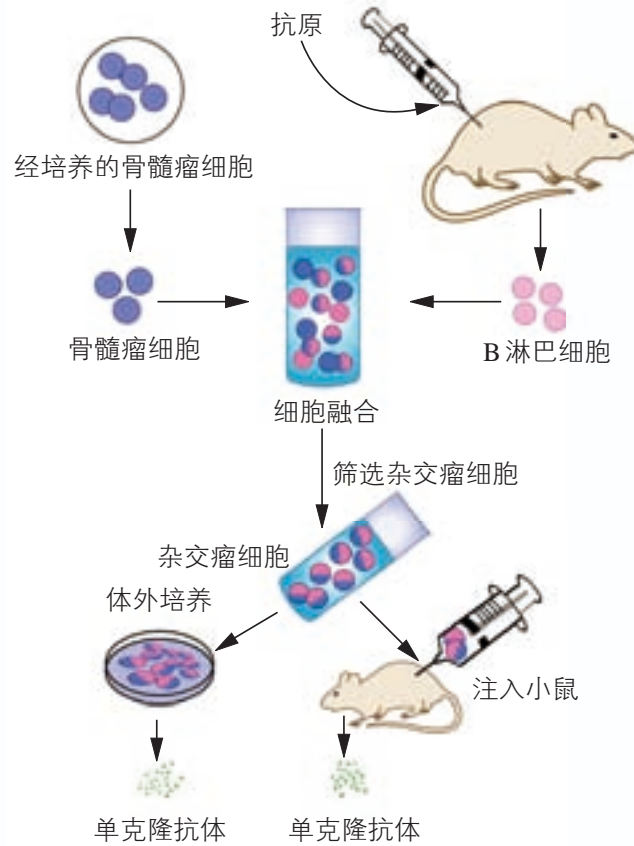 抗原
经培养的骨髓瘤细胞
骨髓瘤细胞
B 淋巴细胞
细胞融合
筛选杂交瘤细胞
杂交瘤细胞
体外培养
注入小鼠
单克隆抗体
单克隆抗体